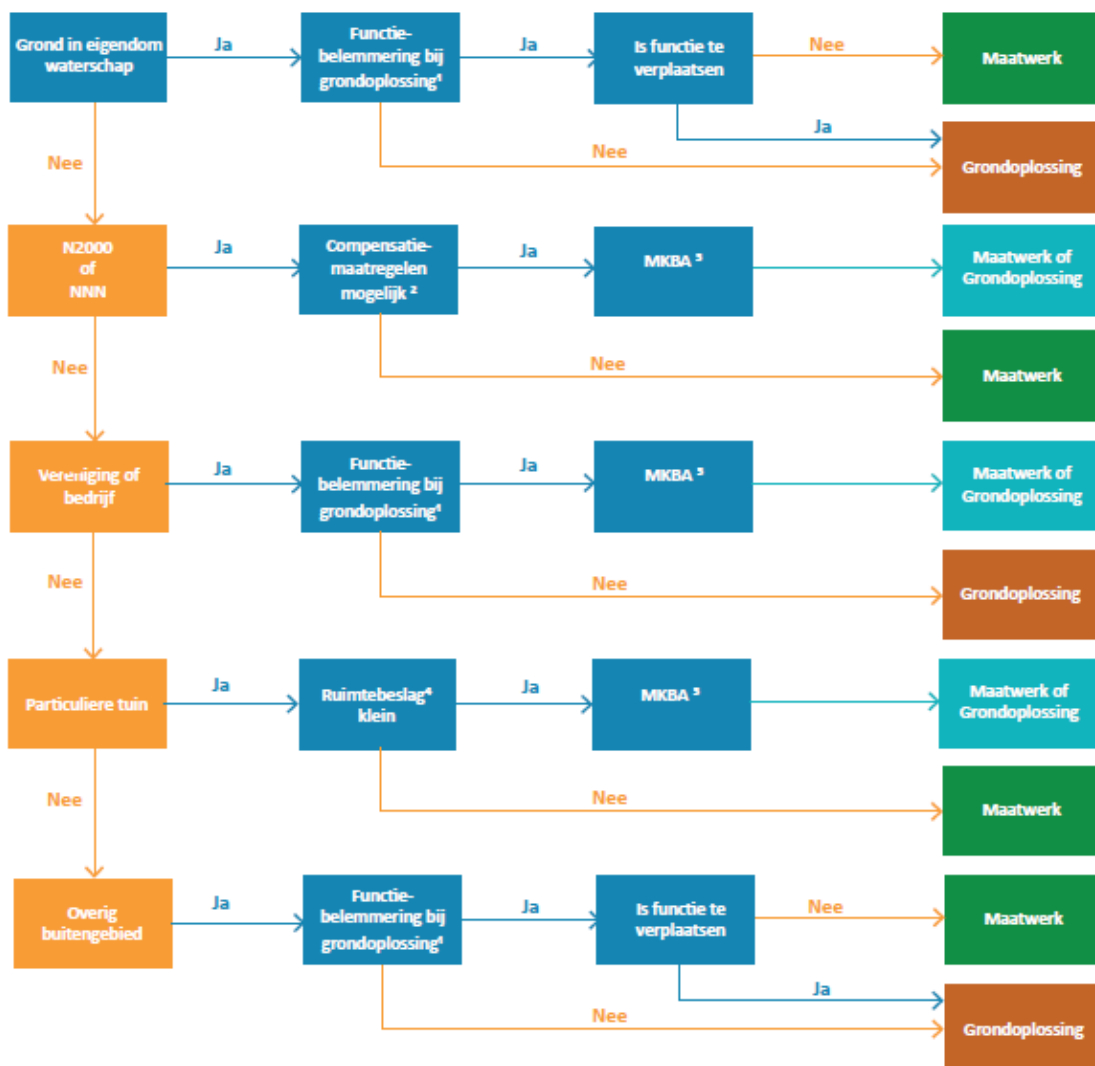 Grond in eigendom
waterschap
Ja
Functie-
belemmering bij
grondoplossing¹
Ja
Is functie te
verplaatsen
Nee
Maatwerk
Ja
Nee
Nee
Grondoplossing
N2000
of
NNN
Ja
Compensatie-
maatregelen
mogelijk ²
Ja
MKBA ³
Maatwerk of
Grondoplossing
Nee
Nee
Maatwerk
Vereniging of
bedrijf
Ja
Functie-
belemmering bij
grondoplossing¹
Ja
MKBA ³
Maatwerk of
Grondoplossing
Nee
Nee
Grondoplossing
Particuliere tuin
Ja
Ruimtebeslag⁴
klein
Ja
MKBA ³
Maatwerk of
Grondoplossing
Nee
Nee
Maatwerk
Overig
buitengebied
Ja
Functie-
belemmering bij
grondoplossing¹
Ja
Is functie te
verplaatsen
Nee
Maatwerk
Ja
Nee
Grondoplossing